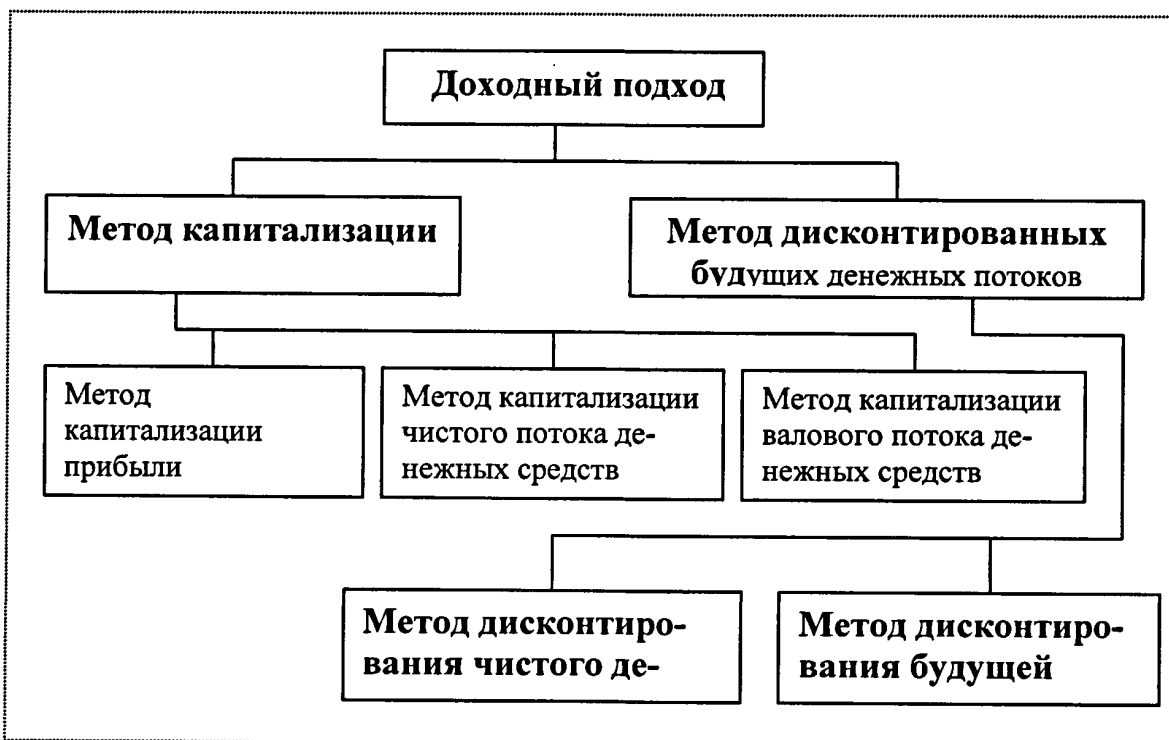 Доходный подход
Метод капитализации
Метод дисконтированных
будущих денежных потоков
Метод
капитализации
прибыли
Метод капитализации
чистого потока де-
нежных средств
Метод капитализации
валового потока де-
нежных средств
Метод дисконтиро-
вания чистого де-
Метод дисконтиро-
вания будущей